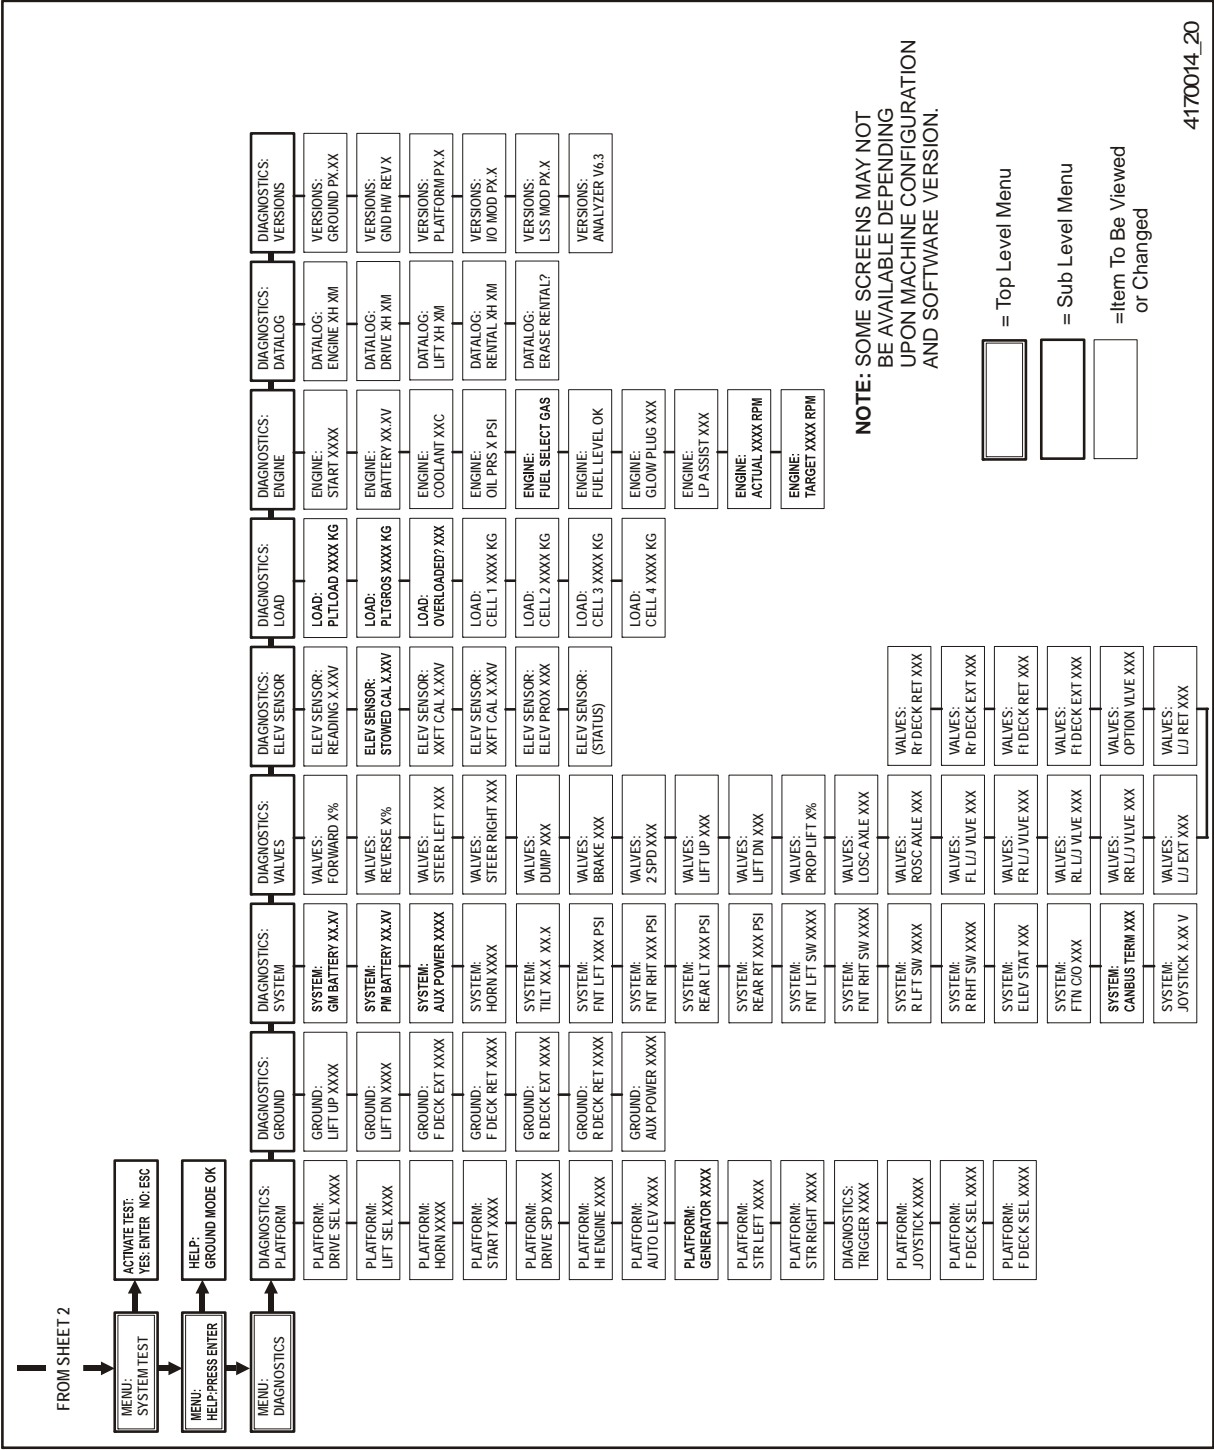 FROM SHEET 2
MENU:
SYSTEM TEST
ACTIVATE TEST:
YES: ENTER NO: ESC
MENU:
HELP:PRESS ENTER
HELP:
GROUND MODE OK
MENU:
DIAGNOSTICS
DIAGNOSTICS:
PLATFORM
PLATFORM:
DRIVE SEL XXXX
PLATFORM:
LIFT SEL XXXX
PLATFORM:
HORN XXXX
PLATFORM:
START XXXX
PLATFORM:
DRIVE SPD XXXX
PLATFORM:
HI ENGINE XXXX
PLATFORM:
AUTO LEV XXXX
PLATFORM:
GENERATOR XXXX
PLATFORM:
STR LEFT XXXX
PLATFORM:
STR RIGHT XXXX
DIAGNOSTICS:
TRIGGER XXXX
PLATFORM:
JOYSTICK XXXX
PLATFORM:
F DECK SEL XXXX
PLATFORM:
F DECK SEL XXXX
DIAGNOSTICS:
GROUND
GROUND:
LIFT UP XXXX
GROUND:
LIFT DN XXXX
GROUND:
F DECK EXT XXXX
GROUND:
F DECK RET XXXX
GROUND:
R DECK EXT XXXX
GROUND:
R DECK RET XXXX
GROUND:
AUX POWER XXXX
DIAGNOSTICS:
SYSTEM
SYSTEM:
GM BATTERY XX.XV
SYSTEM:
PM BATTERY XX.XV
SYSTEM:
AUX POWER XXXX
SYSTEM:
HORN XXXX
SYSTEM:
TILT XX.X XX.X
SYSTEM:
FNT LFT XXX PSI
SYSTEM:
FNT RHT XXX PSI
SYSTEM:
REAR LT XXX PSI
SYSTEM:
REAR RT XXX PSI
SYSTEM:
FNT LFT SW XXXX
SYSTEM:
FNT RHT SW XXXX
SYSTEM:
R LFT SW XXXX
SYSTEM:
R RHT SW XXXX
SYSTEM:
ELEV STAT XXX
SYSTEM:
FTN C/O XXX
SYSTEM:
CANBUS TERM XXX
SYSTEM:
JOYSTICK X.XX V
DIAGNOSTICS:
VALVES
VALVES:
FORWARD X%
VALVES:
REVERSE X%
VALVES:
STEER LEFT XXX
VALVES:
STEER RIGHT XXX
VALVES:
DUMP XXX
VALVES:
BRAKE XXX
VALVES:
2 SPD XXX
VALVES:
LIFT UP XXX
VALVES:
LIFT DN XXX
VALVES:
PROP LIFT X%
VALVES:
LOSC AXLE XXX
VALVES:
ROSC AXLE XXX
VALVES:
FL L/J VLVE XXX
VALVES:
FR L/J VLVE XXX
VALVES:
RL L/J VLVE XXX
VALVES:
RR L/J VLVE XXX
VALVES:
L/J EXT XXX
VALVES:
Rr DECK RET XXX
VALVES:
Rr DECK EXT XXX
VALVES:
Ft DECK RET XXX
VALVES:
Ft DECK EXT XXX
VALVES:
OPTION VLVE XXX
VALVES:
L/J RET XXX
DIAGNOSTICS:
ELEV SENSOR
ELEV SENSOR:
READING X.XXV
ELEV SENSOR:
STOWED CAL X.XXV
ELEV SENSOR:
XXFT CAL X.XXV
ELEV SENSOR:
XXFT CAL X.XXV
ELEV SENSOR:
ELEV PROX XXX
ELEV SENSOR:
(STATUS)
DIAGNOSTICS:
LOAD
LOAD:
PLTLOAD XXXX KG
LOAD:
PLTGROS XXXX KG
LOAD:
OVERLOADED? XXX
LOAD:
CELL 1 XXXX KG
LOAD:
CELL 2 XXXX KG
LOAD:
CELL 3 XXXX KG
LOAD:
CELL 4 XXXX KG
DIAGNOSTICS:
ENGINE
ENGINE:
START XXXX
ENGINE:
BATTERY XX.XV
ENGINE:
COOLANT XXC
ENGINE:
OIL PRS X PSI
ENGINE:
FUEL SELECT GAS
ENGINE:
FUEL LEVEL OK
ENGINE:
GLOW PLUG XXX
ENGINE:
LP ASSIST XXX
ENGINE:
ACTUAL XXXX RPM
ENGINE:
TARGET XXXX RPM
DIAGNOSTICS:
DATALOG
DATALOG:
ENGINE XH XM
DATALOG:
DRIVE XH XM
DATALOG:
LIFT XH XM
DATALOG:
RENTAL XH XM
DATALOG:
ERASE RENTAL?
DIAGNOSTICS:
VERSIONS
VERSIONS:
GROUND PX.XX
VERSIONS:
GND HW REV X
VERSIONS:
PLATFORM PX.X
VERSIONS:
I/O MOD PX.X
VERSIONS:
LSS MOD PX.X
VERSIONS:
ANALYZER V6.3
NOTE: SOME SCREENS MAY NOT
BE AVAILABLE DEPENDING
UPON MACHINE CONFIGURATION
AND SOFTWARE VERSION.
= Top Level Menu
= Sub Level Menu
=Item To Be Viewed
or Changed
4170014_20